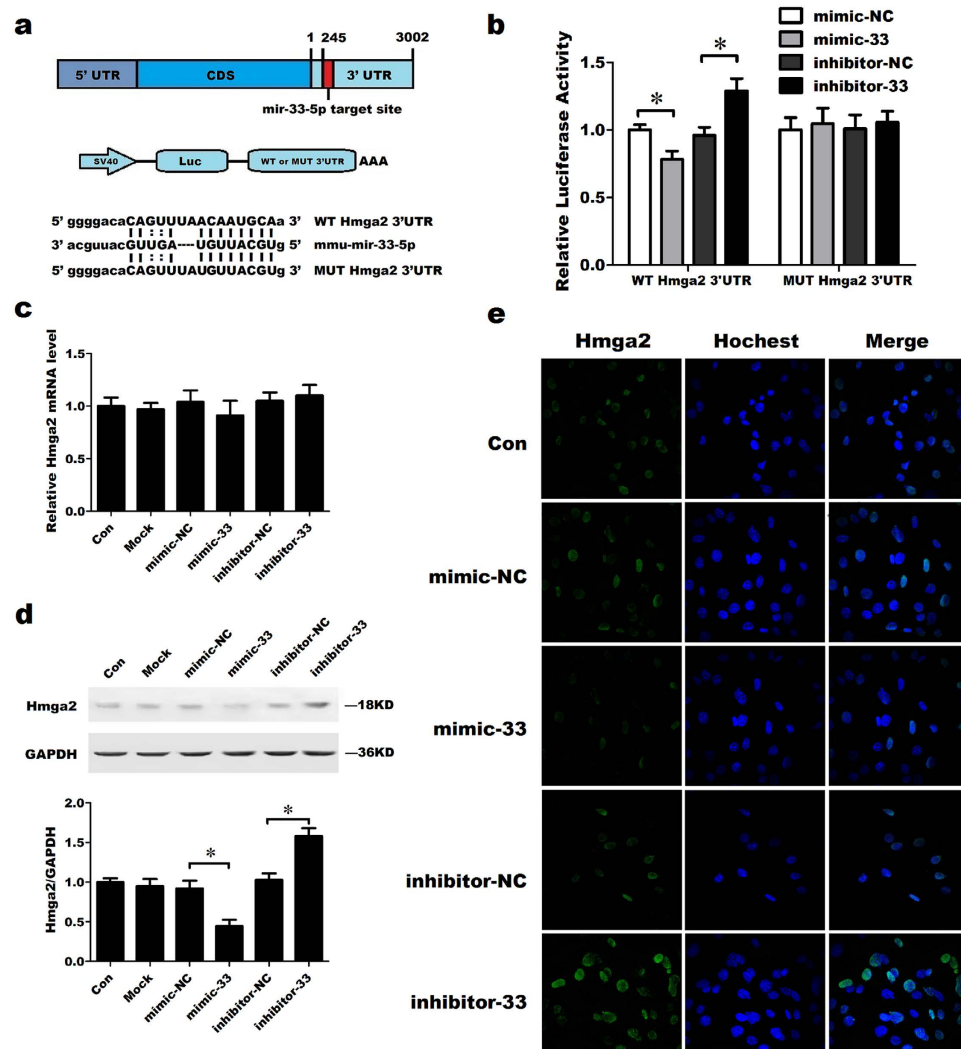 a
1 245 3002
5' UTR CDS 3' UTR
mir-33-5p target site
SV40 Luc WT or MUT 3'UTR AAA
5' ggggacaCAGUUUAACAAUGCAa 3' WT Hmga2 3'UTR
3' acguuacGUUGA----UGUUACGUg 5' mmu-mir-33-5p
5' ggggacaCAGUUUAUGUUACGUg 3' MUT Hmga2 3'UTR
b
mimic-NC
mimic-33
inhibitor-NC
inhibitor-33
Relative Luciferase Activity
1.5
1.0
0.5
0.0
*
*
WT Hmga2 3'UTR MUT Hmga2 3'UTR
c
Relative Hmga2 mRNA level
1.5
1.0
0.5
0.0
Con Mock mimic-NC mimic-33 inhibitor-NC inhibitor-33
d
Con Mock mimic-NC mimic-33 inhibitor-NC inhibitor-33
Hmga2 —18KD
GAPDH —36KD
Hmga2/GAPDH
2.0
1.5
1.0
0.5
0.0
*
*
Con Mock mimic-NC mimic-33 inhibitor-NC inhibitor-33
e
Hmga2 Hochest Merge
Con
mimic-NC
mimic-33
inhibitor-NC
inhibitor-33